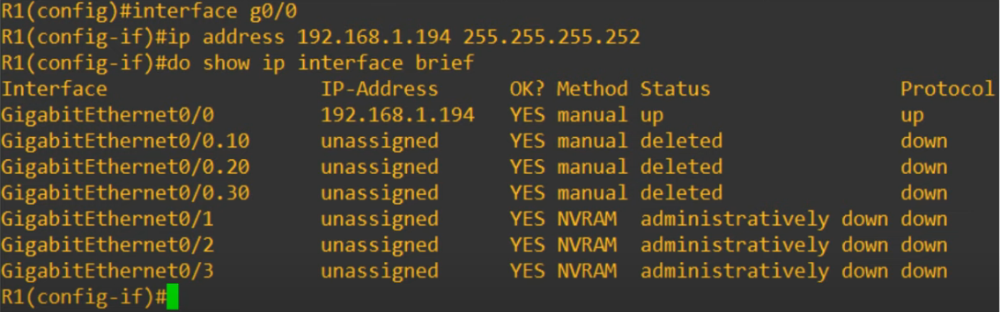 R1(config)#interface g0/0
R1(config-if)#ip address 192.168.1.194 255.255.255.252
R1(config-if)#do show ip interface brief
Interface                  IP-Address      OK? Method Status                Protocol
GigabitEthernet0/0         192.168.1.194   YES manual up                    up
GigabitEthernet0/0.10      unassigned      YES manual deleted               down
GigabitEthernet0/0.20      unassigned      YES manual deleted               down
GigabitEthernet0/0.30      unassigned      YES manual deleted               down
GigabitEthernet0/1         unassigned      YES NVRAM  administratively down down
GigabitEthernet0/2         unassigned      YES NVRAM  administratively down down
GigabitEthernet0/3         unassigned      YES NVRAM  administratively down down
R1(config-if)#